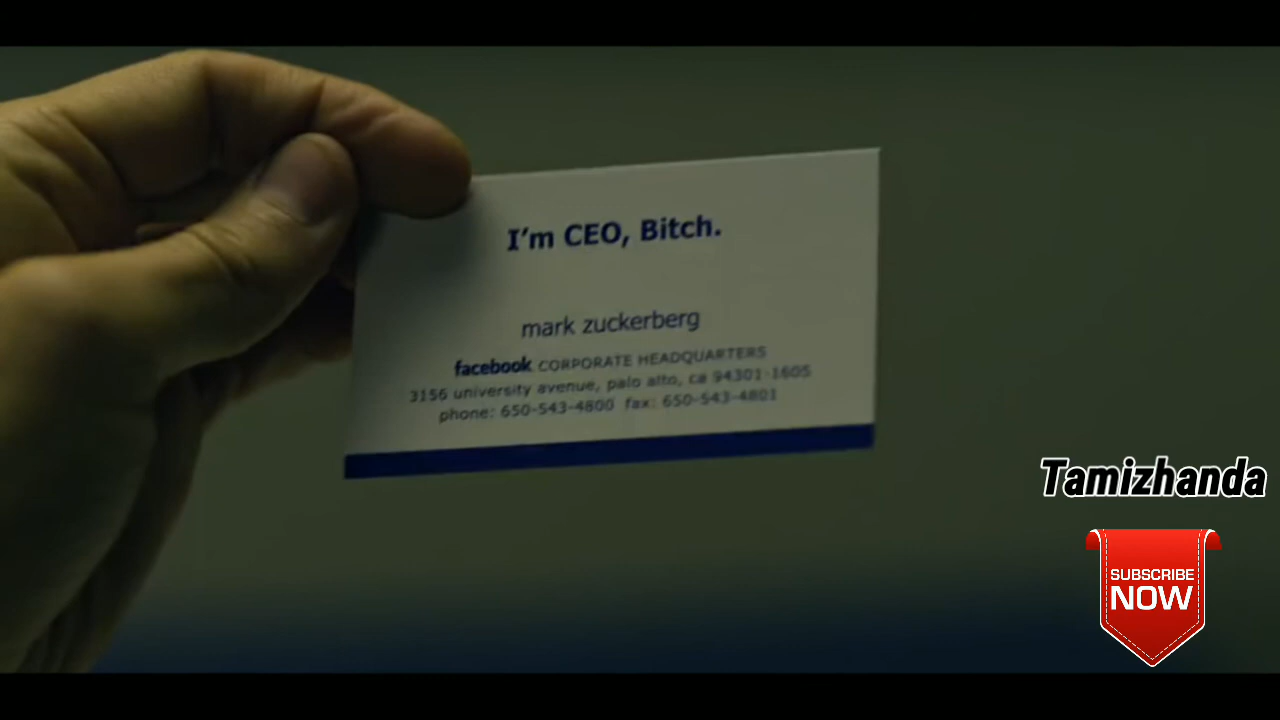 I'm CEO, Bitch.
mark zuckerberg
facebook CORPORATE HEADQUARTERS
3156 university avenue, palo alto, ca 94301-1605
phone: 650-543-4800 fax: 650-543-4801
Tamizhanda
SUBSCRIBE
NOW